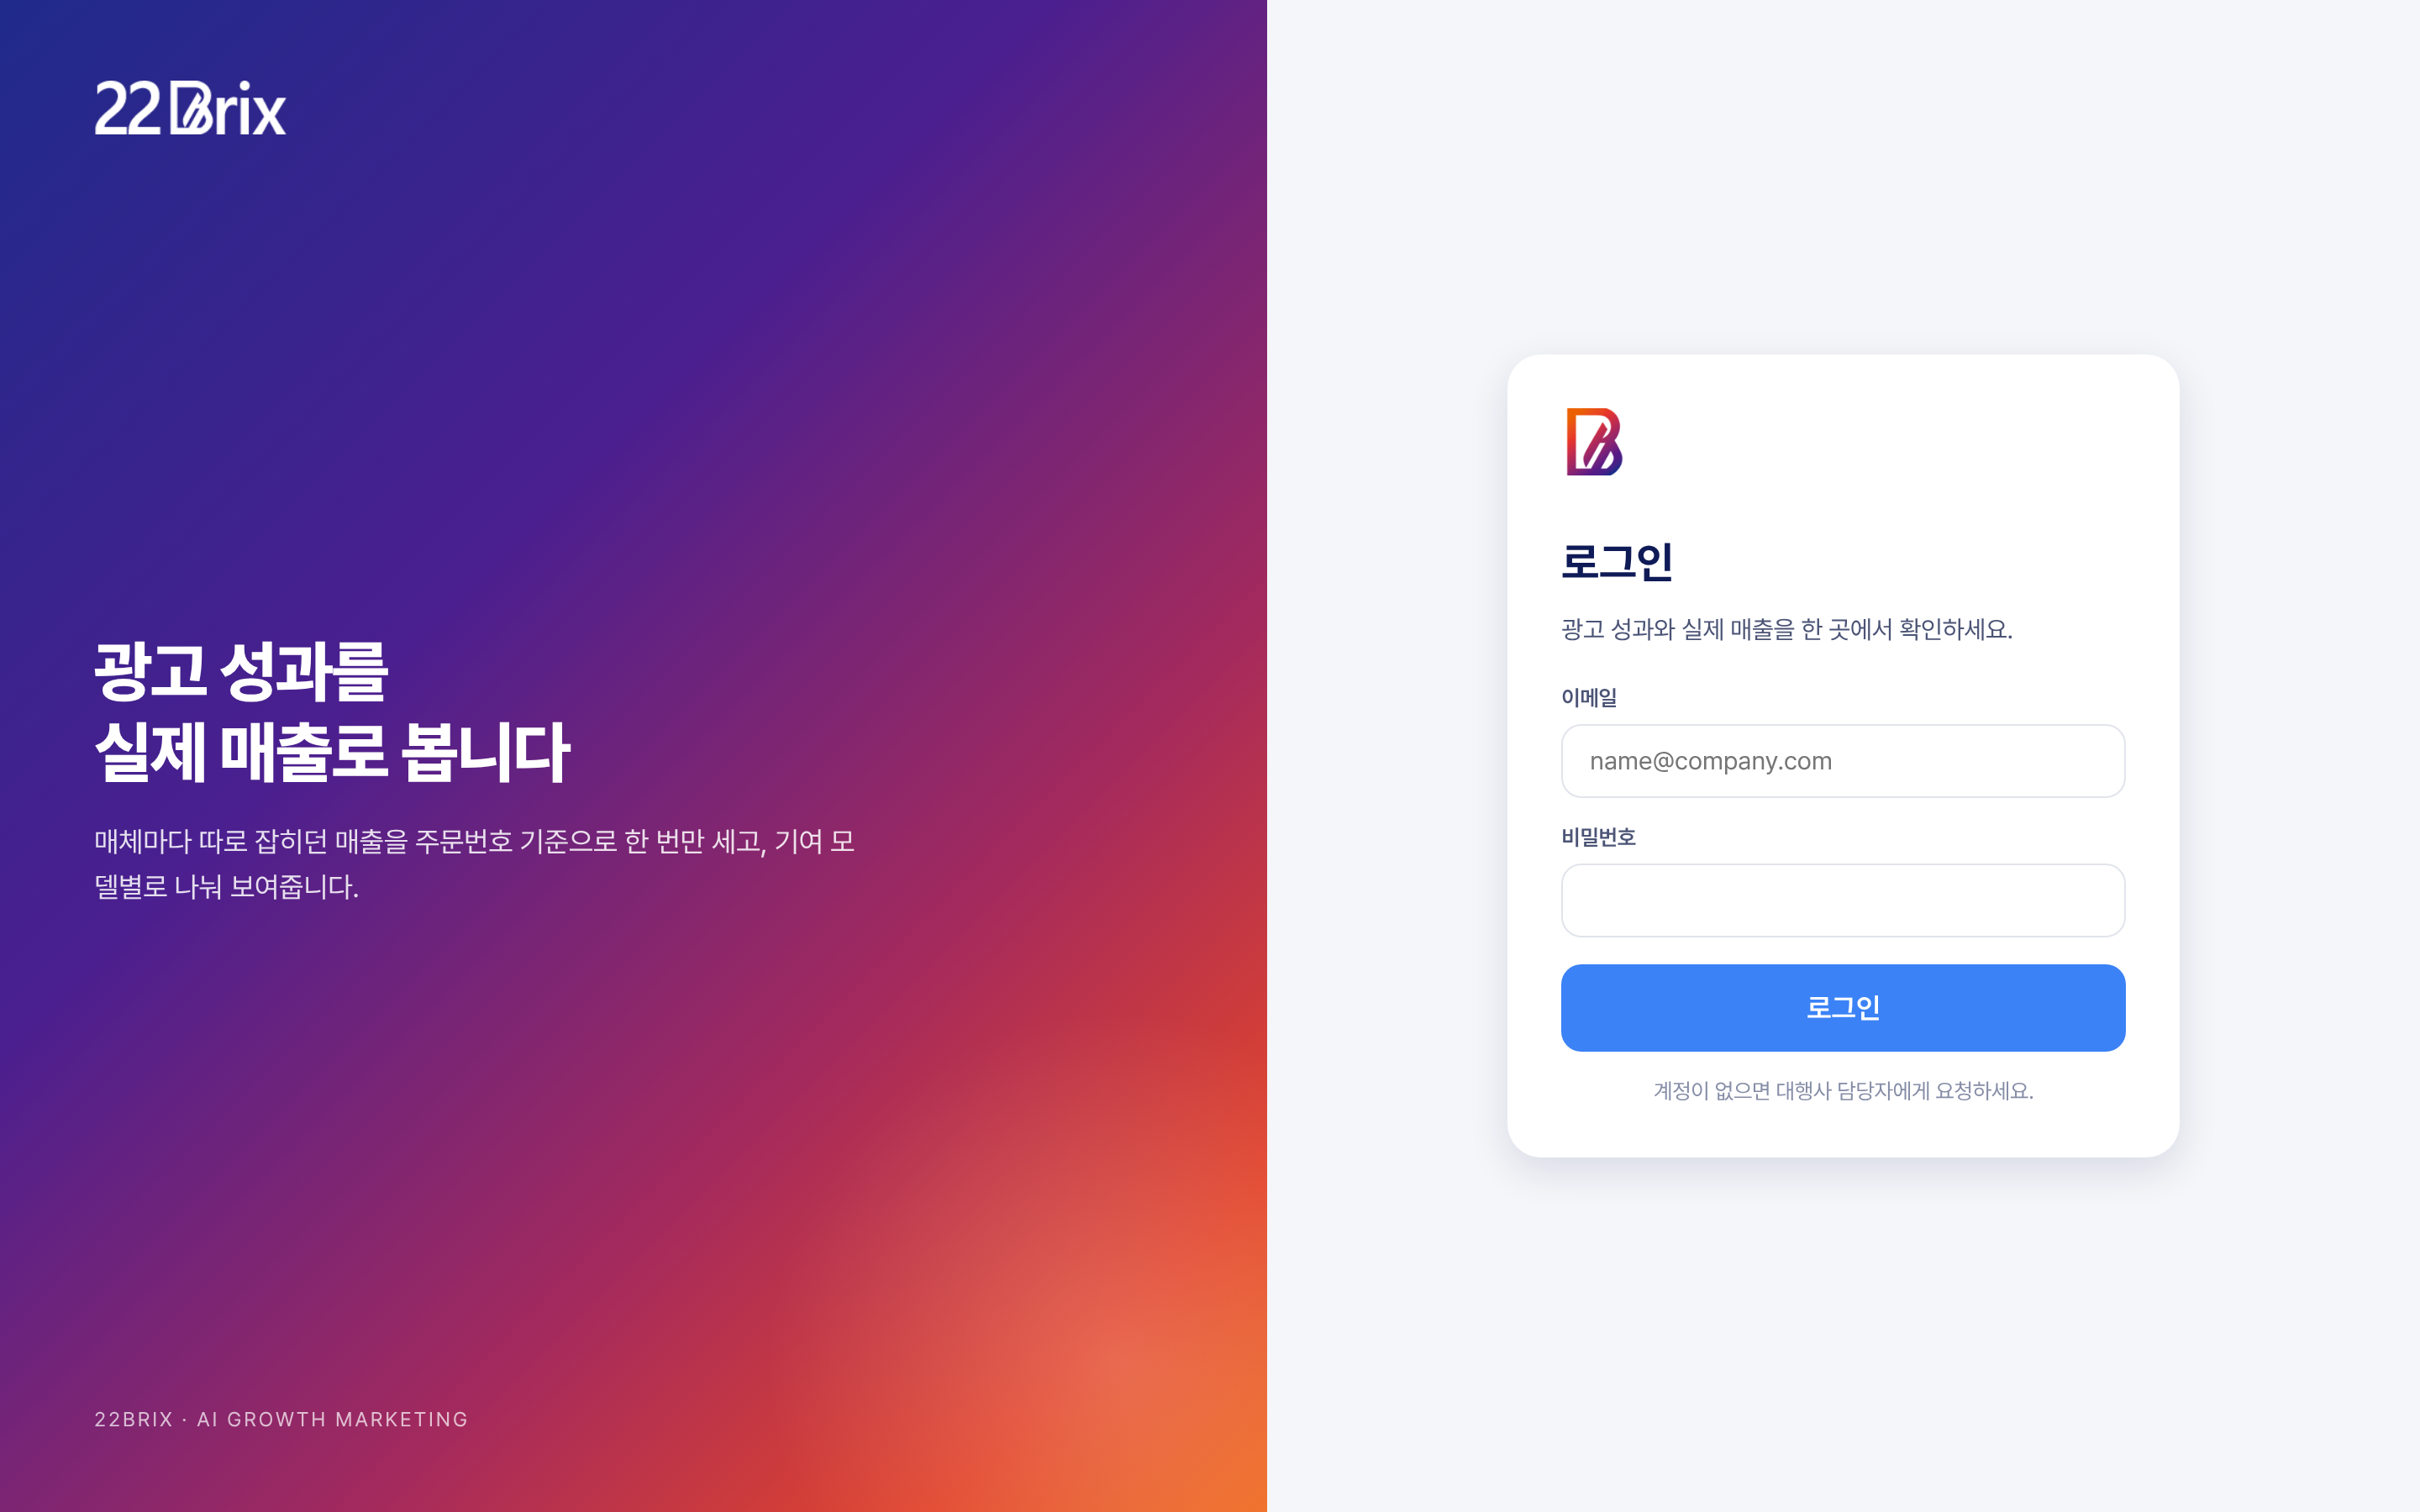 22Brix
광고 성과를
실제 매출로 봅니다
매체마다 따로 잡히던 매출을 주문번호 기준으로 한 번만 세고, 기여 모
델별로 나눠 보여줍니다.
22BRIX · AI GROWTH MARKETING
B
로그인
광고 성과와 실제 매출을 한 곳에서 확인하세요.
이메일
name@company.com
비밀번호
로그인
계정이 없으면 대행사 담당자에게 요청하세요.